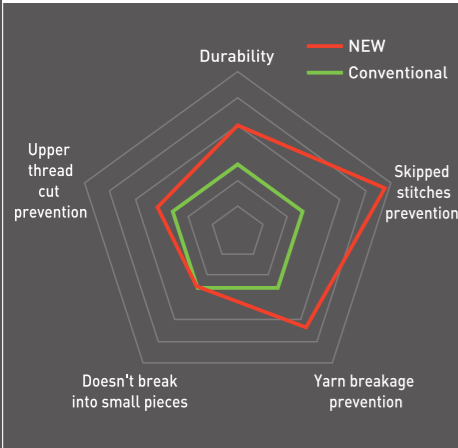 NEW
Conventional
Durability
Upper
thread
cut
prevention
Skipped
stitches
prevention
Doesn't break
into small pieces
Yarn breakage
prevention